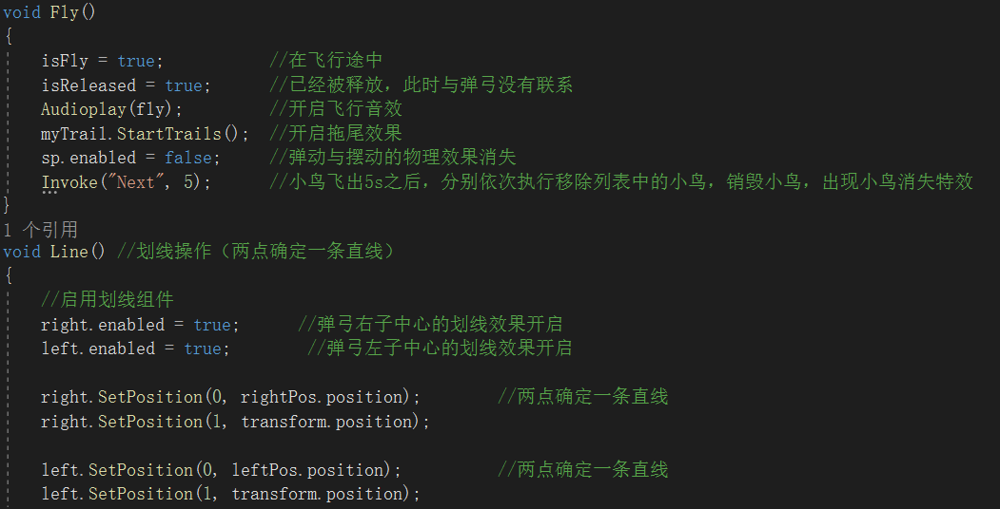 void Fly()
{
isFly = true; //在飞行途中
isReleased = true; //已经被释放，此时与弹弓没有联系
Audioplay(fly); //开启飞行音效
myTrail.StartTrails(); //开启拖尾效果
sp.enabled = false; //弹动与摆动的物理效果消失
Invoke("Next", 5); //小鸟飞出5s之后，分别依次执行移除列表中的小鸟，销毁小鸟，出现小鸟消失特效
}
1 个引用
void Line() //划线操作（两点确定一条直线）
{
//启用划线组件
right.enabled = true; //弹弓右子中心的划线效果开启
left.enabled = true; //弹弓左子中心的划线效果开启
right.SetPosition(0, rightPos.position); //两点确定一条直线
right.SetPosition(1, transform.position);
left.SetPosition(0, leftPos.position); //两点确定一条直线
left.SetPosition(1, transform.position);